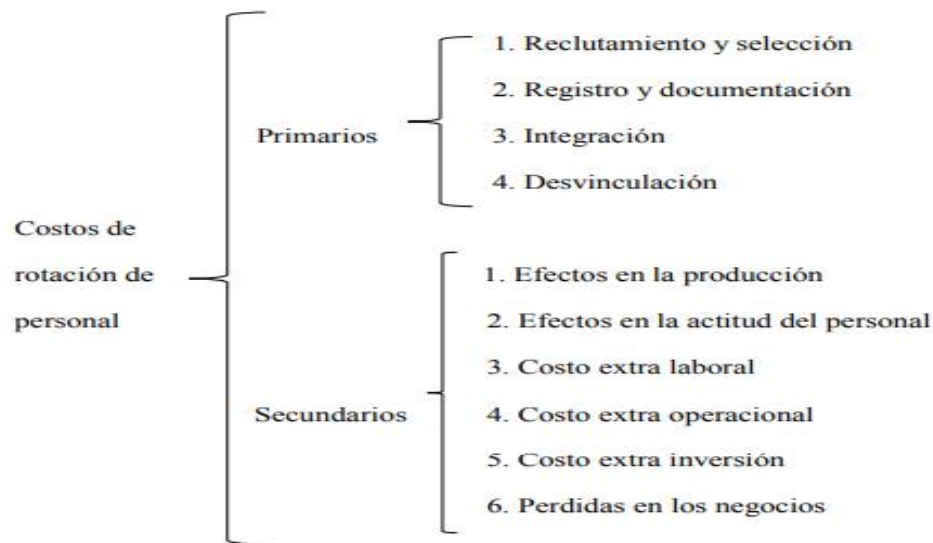 Costos de
rotación de
personal
Primarios
1. Reclutamiento y selección
2. Registro y documentación
3. Integración
4. Desvinculación
Secundarios
1. Efectos en la producción
2. Efectos en la actitud del personal
3. Costo extra laboral
4. Costo extra operacional
5. Costo extra inversión
6. Perdidas en los negocios